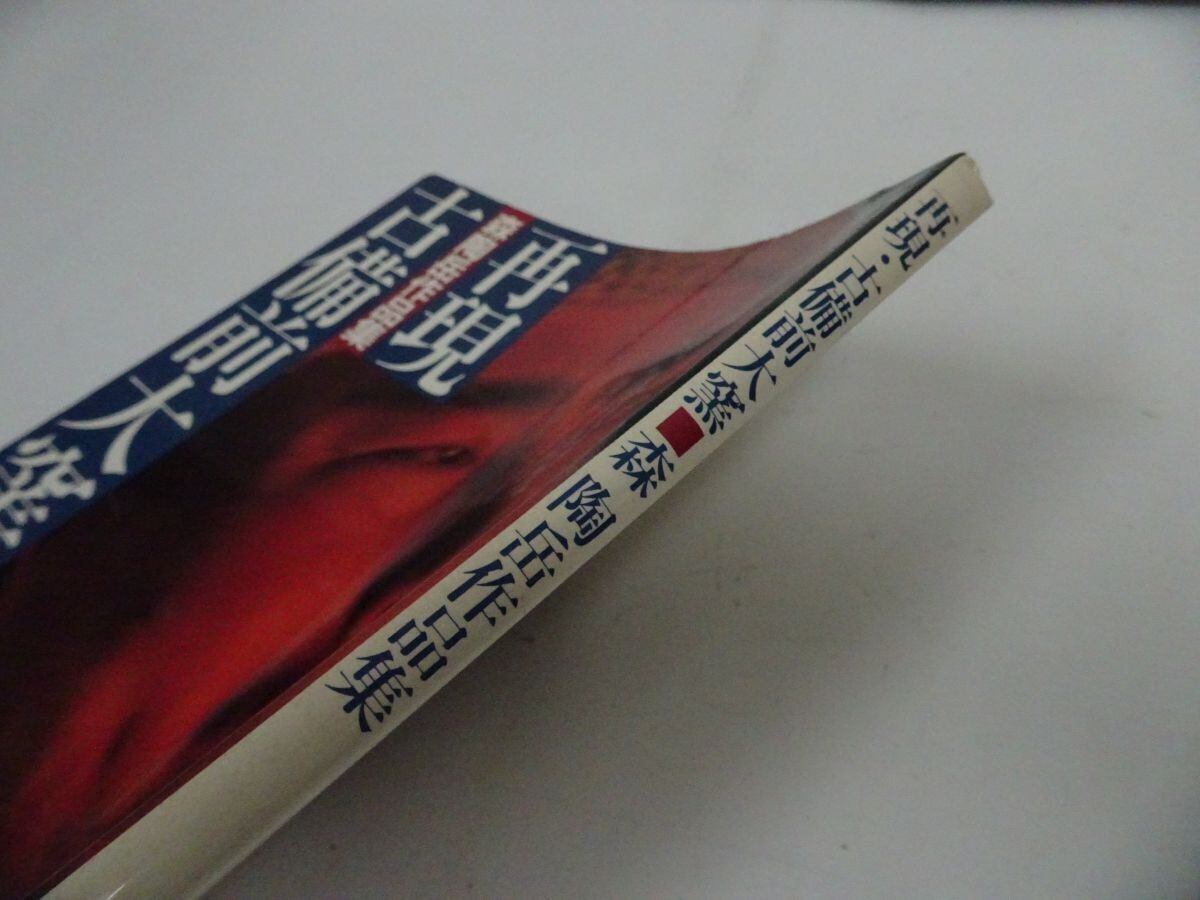 再現
古備前大窯
森陶岳作品集
再現・古備前大窯■森 陶岳作品集